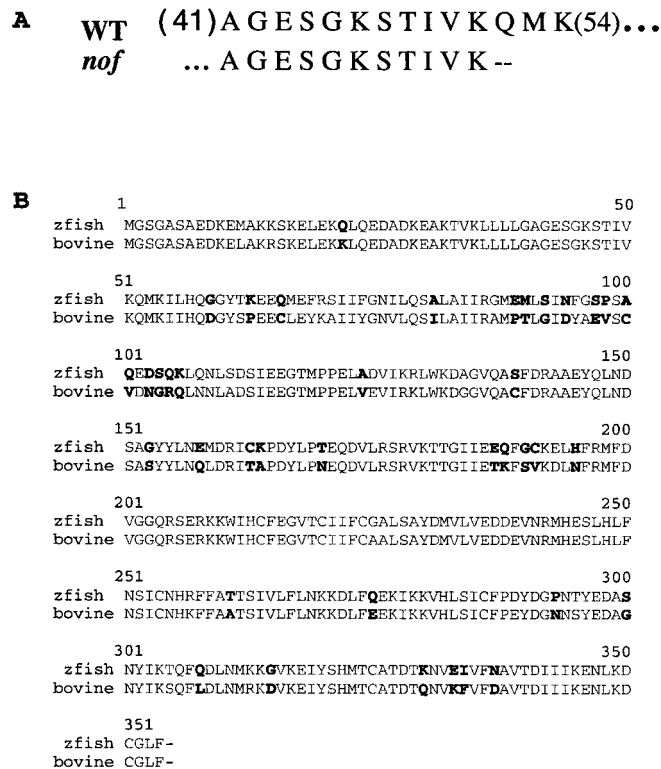 A WT (41)AGESGKSTIVKQMK(54)...
nof ... AGESGKSTIVK--
B 1 50
zfish MGSGASAEDKEMAKKSKELEKQLQEDADKEAKTVKLLLLGAGESGKSTIV
bovine MGSGASAEDKELAKRSKELEKKLQEDADKEAKTVKLLLLGAGESGKSTIV
51 100
zfish KQMKILHQGGYTKEEQMEFRSIIFGNILQSALAIIRGMEMLSINFGSPSA
bovine KQMKIIHQDGYSPEECLEYKAIIYGNVLQSILAIIRAMPTLGIDYAEVSC
101 150
zfish QEDSQKLQNLSDSIEEGTMPPELADVIKRLWKDAGVQASFDRAAEYQLND
bovine VDNGRQLNNLADSIEEGTMPPELVEVIRKLWKDGGVQACFDRAAEYQLND
151 200
zfish SAGYYLNEMDRICKPDYLPTEQDVLRSRVKTTGIIEEQFGCKELHFRMFD
bovine SASYYLNQLDRITAPDYLPNEQDVLRSRVKTTGIIETKFSVKDLNFRMFD
201 250
zfish VGGQRSERKKWIHCFEGVTCIIFCGALSAYDMVLVEDDEVNRMHESLHLF
bovine VGGQRSERKKWIHCFEGVTCIIFCAALSAYDMVLVEDDEVNRMHESLHLF
251 300
zfish NSICNHRFFATTSIVLFLNKKDLFQEKIKKVHLSICFPDYDGPNTYEDAS
bovine NSICNHKFFAATSIVLFLNKKDLFEEKIKKVHLSICFPEYDGNNSYEDAG
301 350
zfish NYIKTQFQDLNMKKGVKEIYSHMTCATDTKNVEIVFNAVTDIIIKENLKD
bovine NYIKSQFLDLNMRKDVKEIYSHMTCATDTQNVKFVFDAVTDIIIKENLKD
351
zfish CGLF-
bovine CGLF-